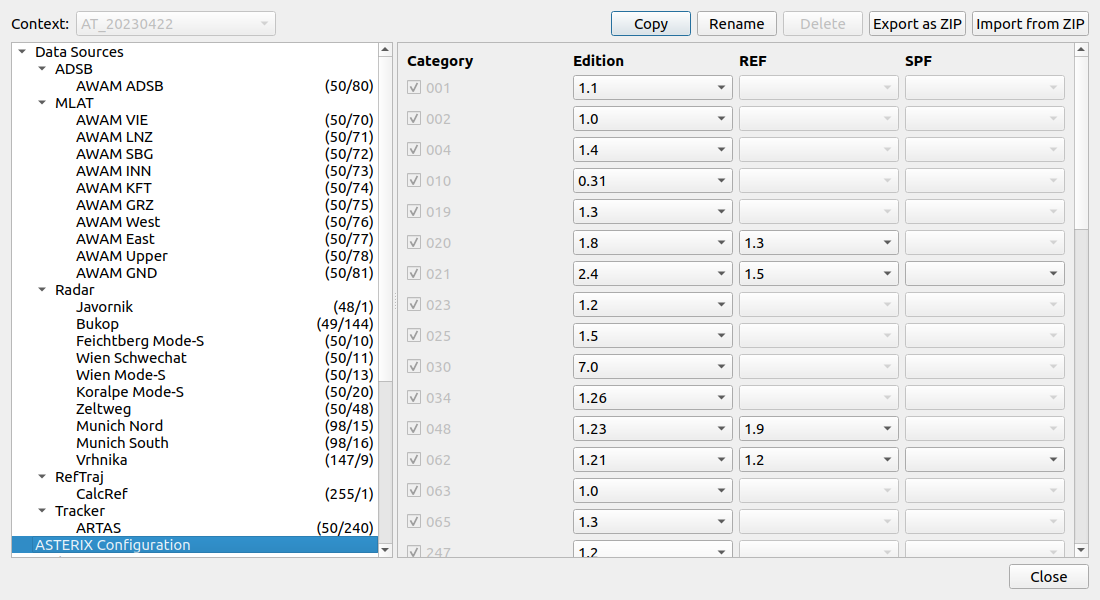 Context: AT_20230422 Copy Rename Delete Export as ZIP Import from ZIP
Data Sources
ADSB
AWAM ADSB (50/80)
MLAT
AWAM VIE (50/70)
AWAM LNZ (50/71)
AWAM SBG (50/72)
AWAM INN (50/73)
AWAM KFT (50/74)
AWAM GRZ (50/75)
AWAM West (50/76)
AWAM East (50/77)
AWAM Upper (50/78)
AWAM GND (50/81)
Radar
Javornik (48/1)
Bukop (49/144)
Feichtberg Mode-S (50/10)
Wien Schwechat (50/11)
Wien Mode-S (50/13)
Koralpe Mode-S (50/20)
Zeltweg (50/48)
Munich Nord (98/15)
Munich South (98/16)
Vrhnika (147/9)
RefTraj
CalcRef (255/1)
Tracker
ARTAS (50/240)
ASTERIX Configuration
Category Edition REF SPF
001 1.1
002 1.0
004 1.4
010 0.31
019 1.3
020 1.8 1.3
021 2.4 1.5
023 1.2
025 1.5
030 7.0
034 1.26
048 1.23 1.9
062 1.21 1.2
063 1.0
065 1.3
247 1.2
Close